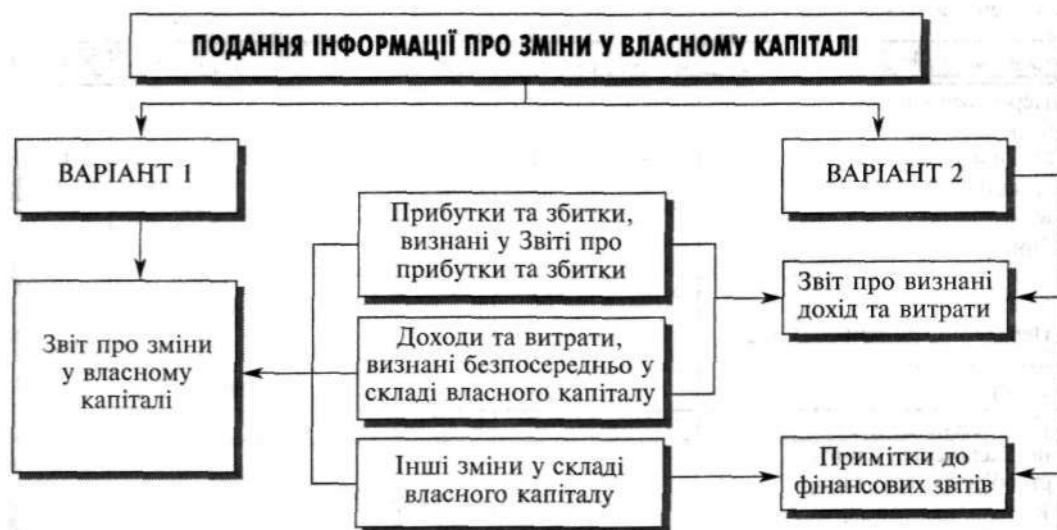 ПОДАННЯ ІНФОРМАЦІЇ ПРО ЗМІНИ У ВЛАСНОМУ КАПІТАЛІ
ВАРІАНТ 1
ВАРІАНТ 2
Прибутки та збитки,
визнані у Звіті про
прибутки та збитки
Звіт про визнані
дохід та витрати
Звіт про зміни
у власному
капіталі
Доходи та витрати,
визнані безпосередньо у
складі власного капіталу
Інші зміни у складі
власного капіталу
Примітки до
фінансових звітів